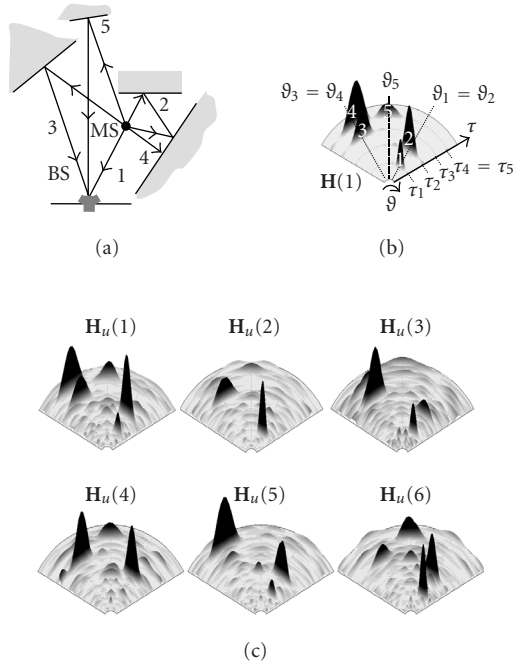 5
2
MS
3
4
BS
1
(a)
ϑ₃ = ϑ₄
ϑ₅
ϑ₁ = ϑ₂
4
5
3
2
1
τ
H(1)
τ₁
τ₂
τ₃
τ₄ = τ₅
ϑ
(b)
Hᵤ(1)
Hᵤ(2)
Hᵤ(3)
Hᵤ(4)
Hᵤ(5)
Hᵤ(6)
(c)